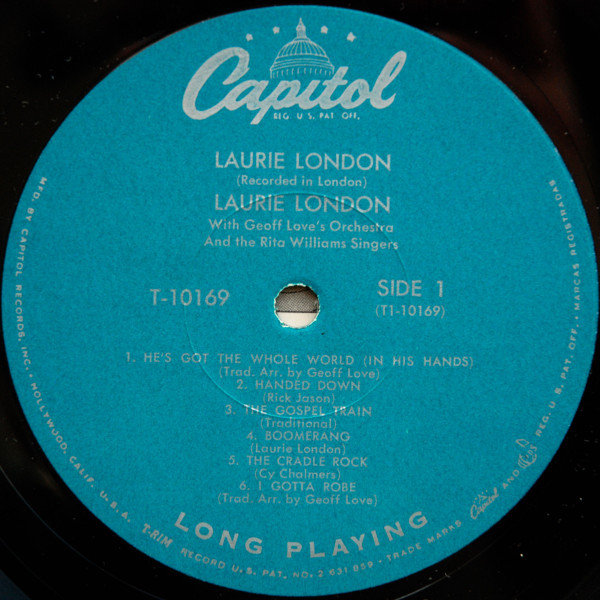 Capitol
REG. U.S. PAT. OFF.
LAURIE LONDON
(Recorded in London)
LAURIE LONDON
With Geoff Love's Orchestra
And the Rita Williams Singers
T-10169
SIDE 1
(T1-10169)
1. HE'S GOT THE WHOLE WORLD (IN HIS HANDS)
(Trad. Arr. by Geoff Love)
2. HANDED DOWN
(Rick Jason)
3. THE GOSPEL TRAIN
(Traditional)
4. BOOMERANG
(Laurie London)
5. THE CRADLE ROCK
(Cy Chalmers)
6. I GOTTA ROBE
(Trad. Arr. by Geoff Love)
LONG PLAYING
MFD. BY CAPITOL RECORDS, INC. • HOLLYWOOD, CALIF. U.S.A. T-RIM RECORD U.S. PAT. NO. 2 631 859 • TRADE MARKS Capitol AND REG. U.S. PAT. OFF. • MARCAS REGISTRADAS